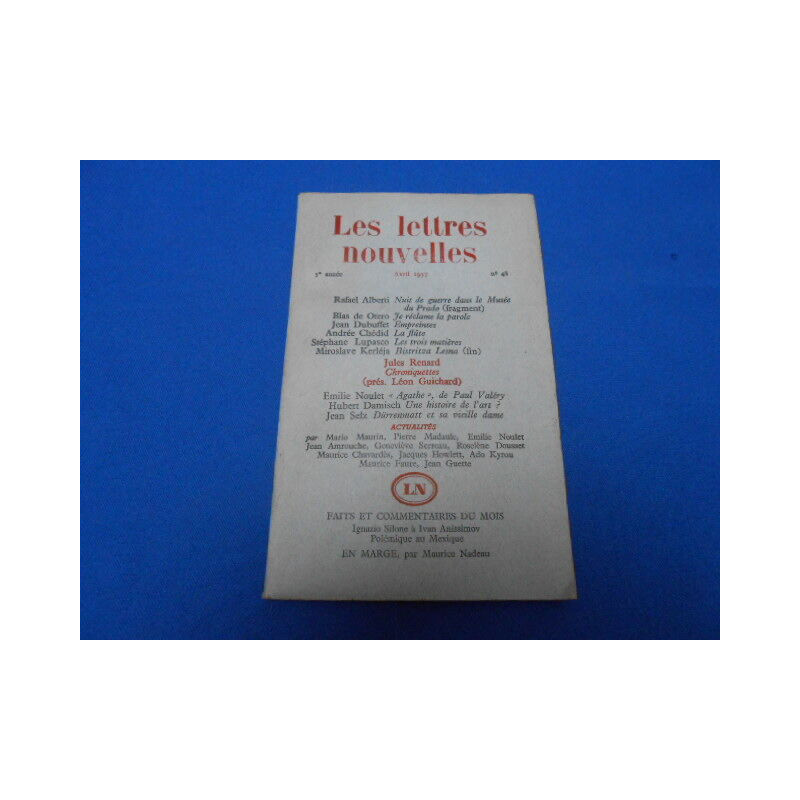 Les lettres
nouvelles
5e année Avril 1957 no 48
Rafael Alberti Nuit de guerre dans le Musée
du Prado (fragment)
Blas de Otero Je réclame la parole
Jean Dubuffet Empreintes
Andrée Chédid La flûte
Stéphane Lupasco Les trois matières
Miroslave Kerléja Bistritza Lesna (fin)
Jules Renard
Chroniquettes
(prés. Léon Guichard)
Emilie Noulet « Agathe », de Paul Valéry
Hubert Damisch Une histoire de l'art ?
Jean Selz Dürrenmatt et sa vieille dame
ACTUALITÉS
par Mario Maurin, Pierre Madaule, Emilie Noulet
Jean Amrouche, Geneviève Serreau, Roselène Dousset
Maurice Chavardès, Jacques Howlett, Ado Kyrou
Maurice Faure, Jean Guette
LN
FAITS ET COMMENTAIRES DU MOIS
Ignazio Silone à Ivan Anissimov
Polémique au Mexique
EN MARGE, par Maurice Nadeau